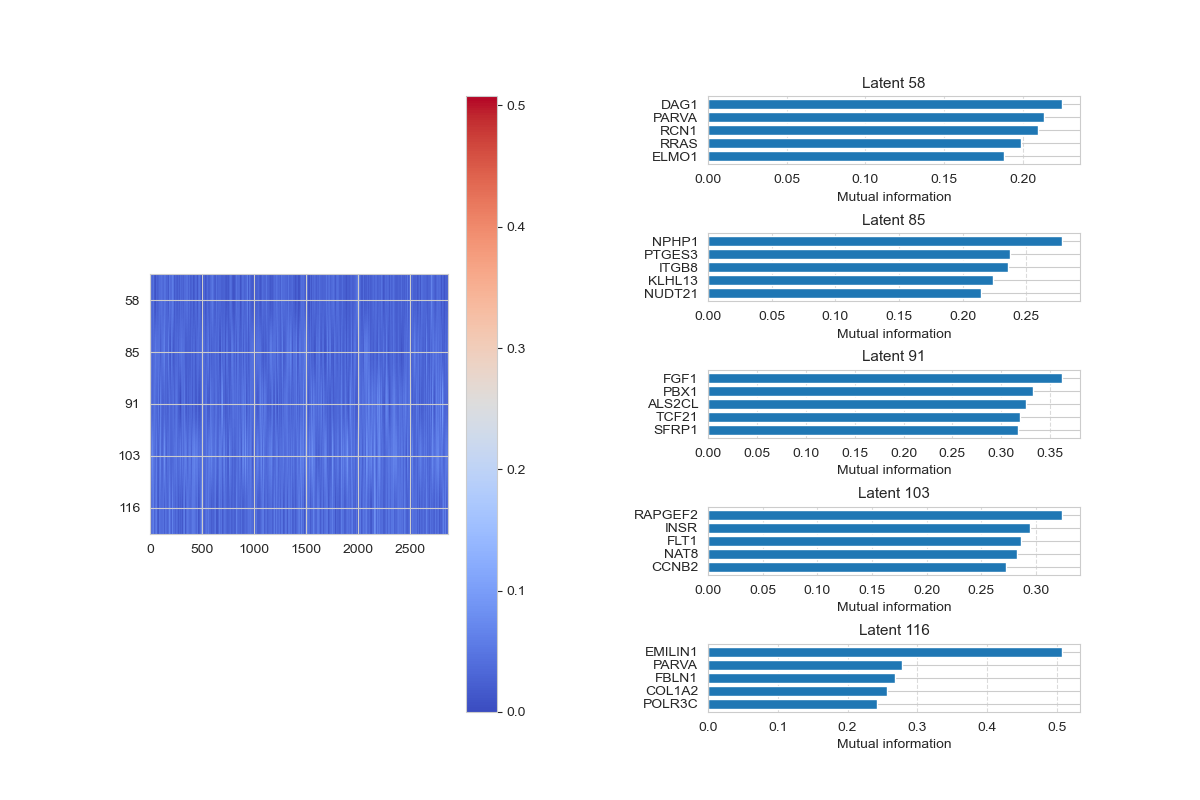 58
85
91
103
116
0 500 1000 1500 2000 2500
0.5
0.4
0.3
0.2
0.1
0.0
Latent 58
DAG1
PARVA
RCN1
RRAS
ELMO1
0.00 0.05 0.10 0.15 0.20
Mutual information
Latent 85
NPHP1
PTGES3
ITGB8
KLHL13
NUDT21
0.00 0.05 0.10 0.15 0.20 0.25
Mutual information
Latent 91
FGF1
PBX1
ALS2CL
TCF21
SFRP1
0.00 0.05 0.10 0.15 0.20 0.25 0.30 0.35
Mutual information
Latent 103
RAPGEF2
INSR
FLT1
NAT8
CCNB2
0.00 0.05 0.10 0.15 0.20 0.25 0.30
Mutual information
Latent 116
EMILIN1
PARVA
FBLN1
COL1A2
POLR3C
0.0 0.1 0.2 0.3 0.4 0.5
Mutual information